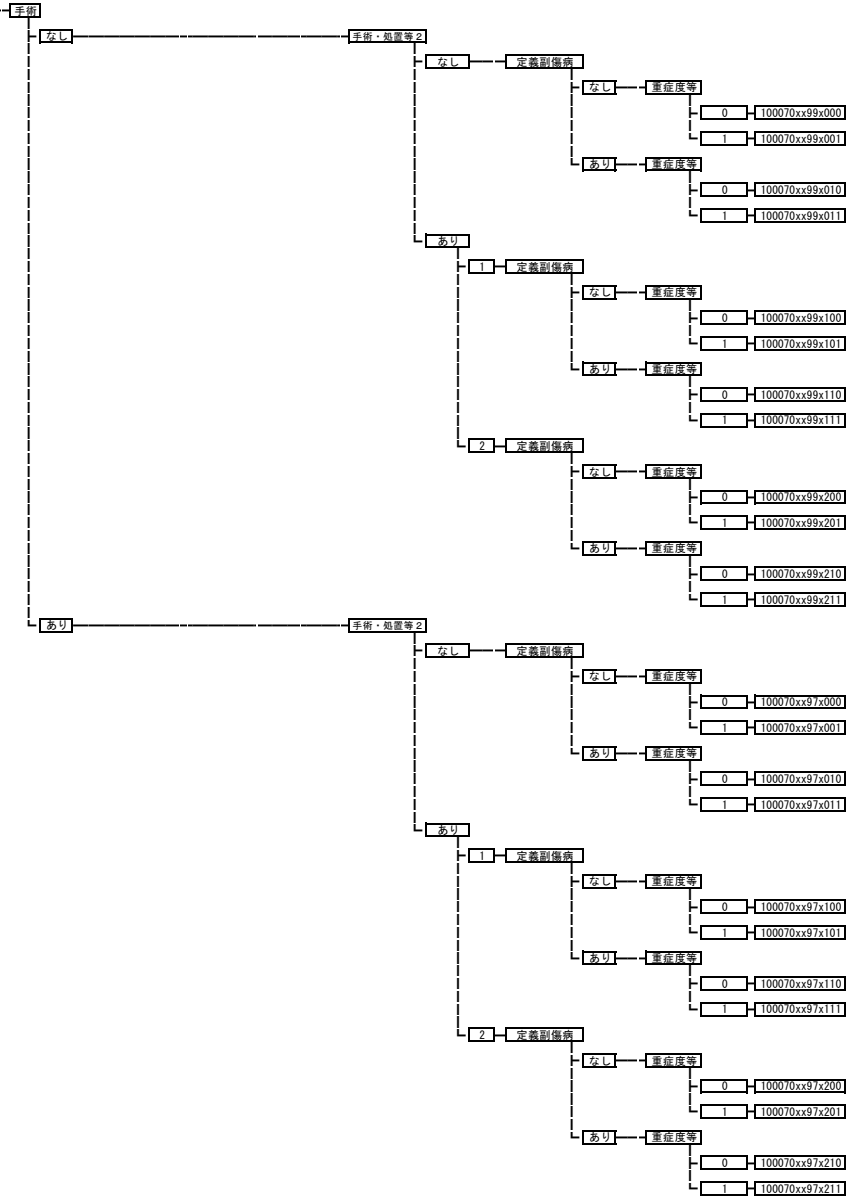 手術
なし 手術・処置等2
なし 定義副傷病
なし 重症度等
0 100070xx99x000
1 100070xx99x001
あり 重症度等
0 100070xx99x010
1 100070xx99x011
あり
1 定義副傷病
なし 重症度等
0 100070xx99x100
1 100070xx99x101
あり 重症度等
0 100070xx99x110
1 100070xx99x111
2 定義副傷病
なし 重症度等
0 100070xx99x200
1 100070xx99x201
あり 重症度等
0 100070xx99x210
1 100070xx99x211
あり 手術・処置等2
なし 定義副傷病
なし 重症度等
0 100070xx97x000
1 100070xx97x001
あり 重症度等
0 100070xx97x010
1 100070xx97x011
あり
1 定義副傷病
なし 重症度等
0 100070xx97x100
1 100070xx97x101
あり 重症度等
0 100070xx97x110
1 100070xx97x111
2 定義副傷病
なし 重症度等
0 100070xx97x200
1 100070xx97x201
あり 重症度等
0 100070xx97x210
1 100070xx97x211